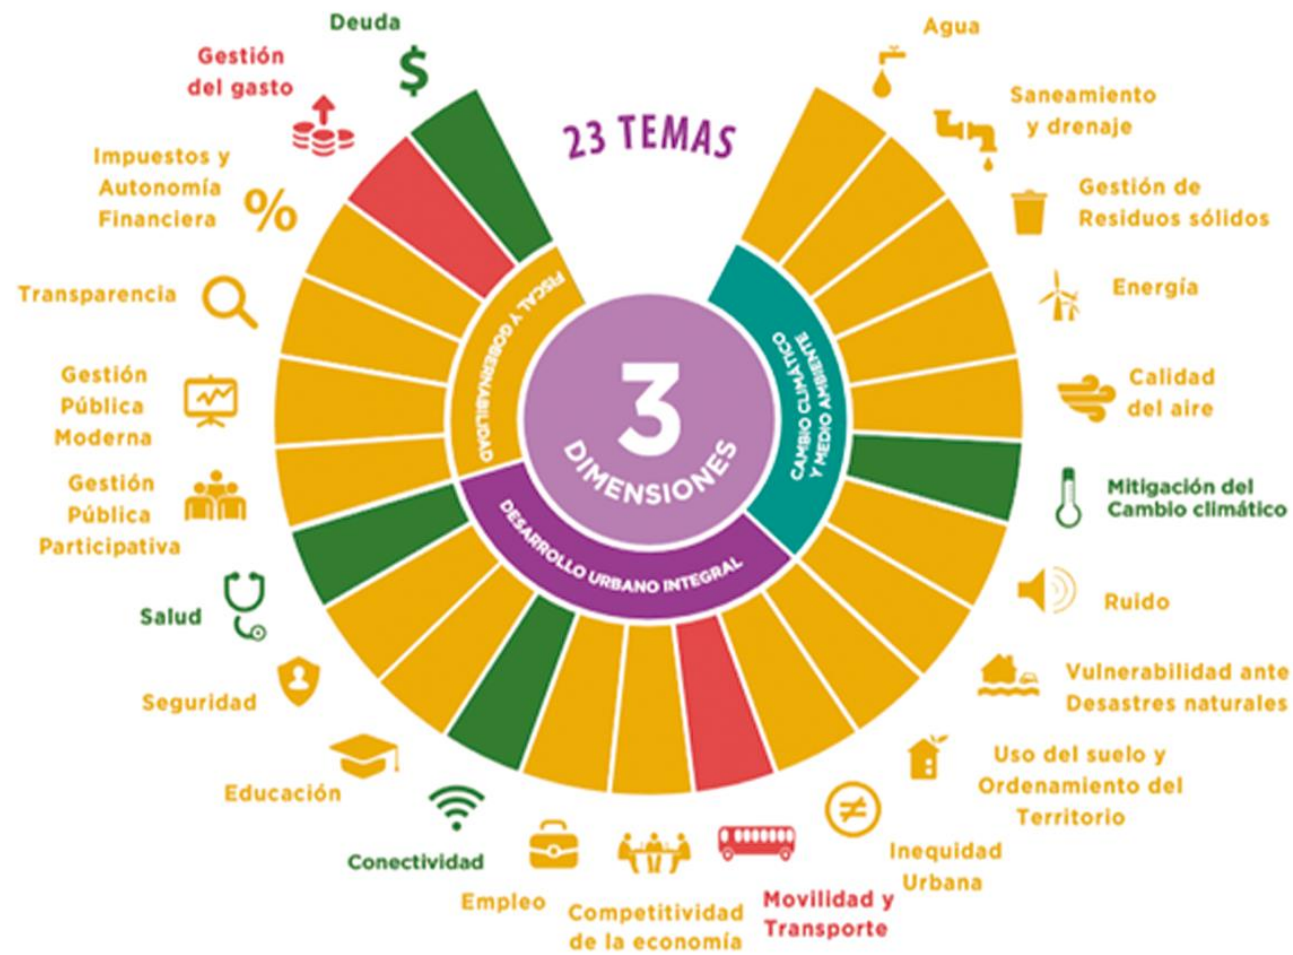 23 TEMAS
3
DIMENSIONES
FISCAL Y GOBERNABILIDAD
CAMBIO CLIMÁTICO
Y MEDIO AMBIENTE
DESARROLLO URBANO INTEGRAL
Agua
Saneamiento
y drenaje
Gestión de
Residuos sólidos
Energía
Calidad
del aire
Mitigación del
Cambio climático
Ruido
Vulnerabilidad ante
Desastres naturales
Uso del suelo y
Ordenamiento del
Territorio
Inequidad
Urbana
Movilidad y
Transporte
Competitividad
de la economía
Empleo
Conectividad
Educación
Seguridad
Salud
Gestión
Pública
Participativa
Gestión
Pública
Moderna
Transparencia
Impuestos y
Autonomía
Financiera
%
Gestión
del gasto
Deuda
$